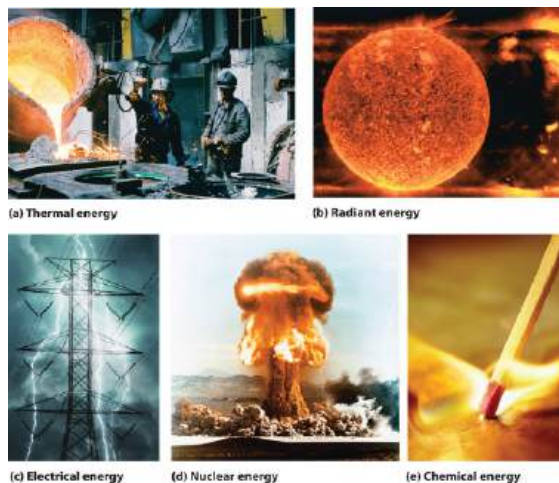 (a) Thermal energy
(b) Radiant energy
(c) Electrical energy
(d) Nuclear energy
(e) Chemical energy